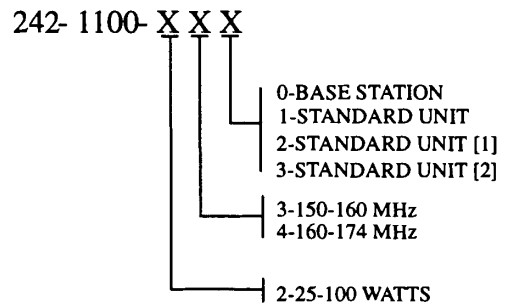 242- 1100- X X X
0-BASE STATION
1-STANDARD UNIT
2-STANDARD UNIT [1]
3-STANDARD UNIT [2]
3-150-160 MHz
4-160-174 MHz
2-25-100 WATTS